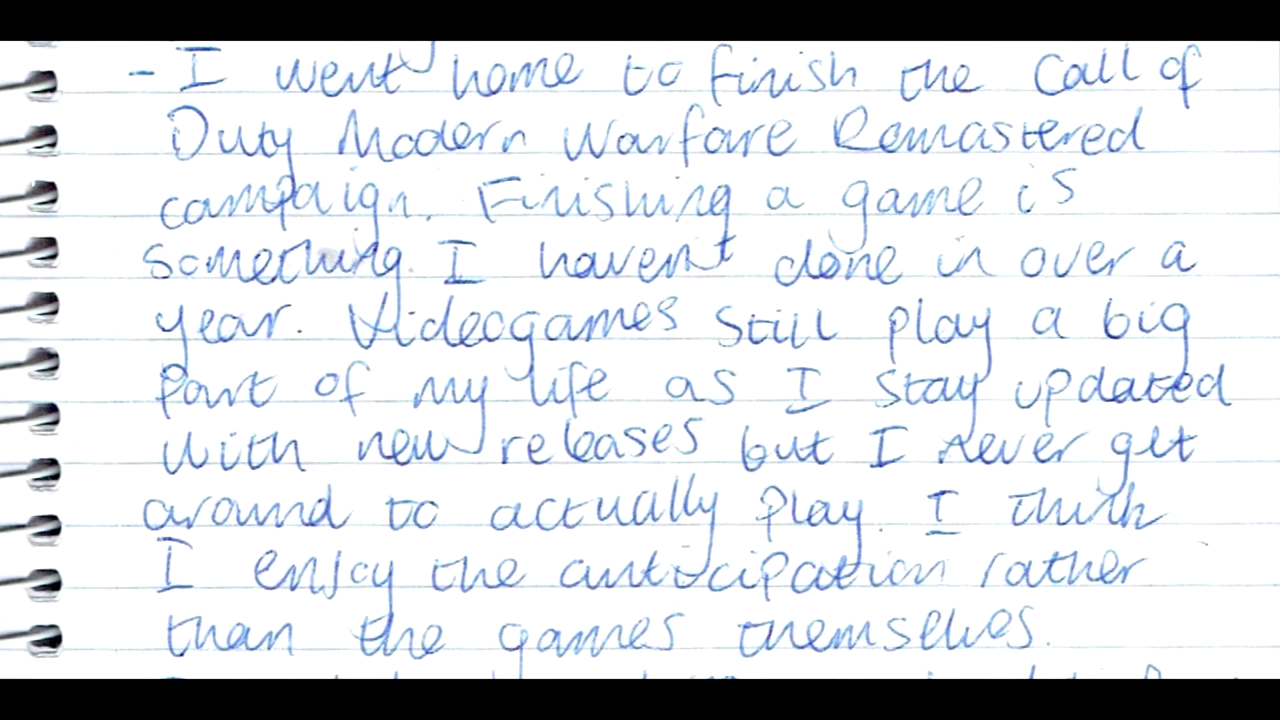 - I went home to finish the Call of
Duty Modern Warfare Remastered
campaign. Finishing a game is
something I haven't done in over a
year. Videogames still play a big
part of my life as I stay updated
with new releases but I never get
around to actually play. I think
I enjoy the anticipation rather
than the games themselves.